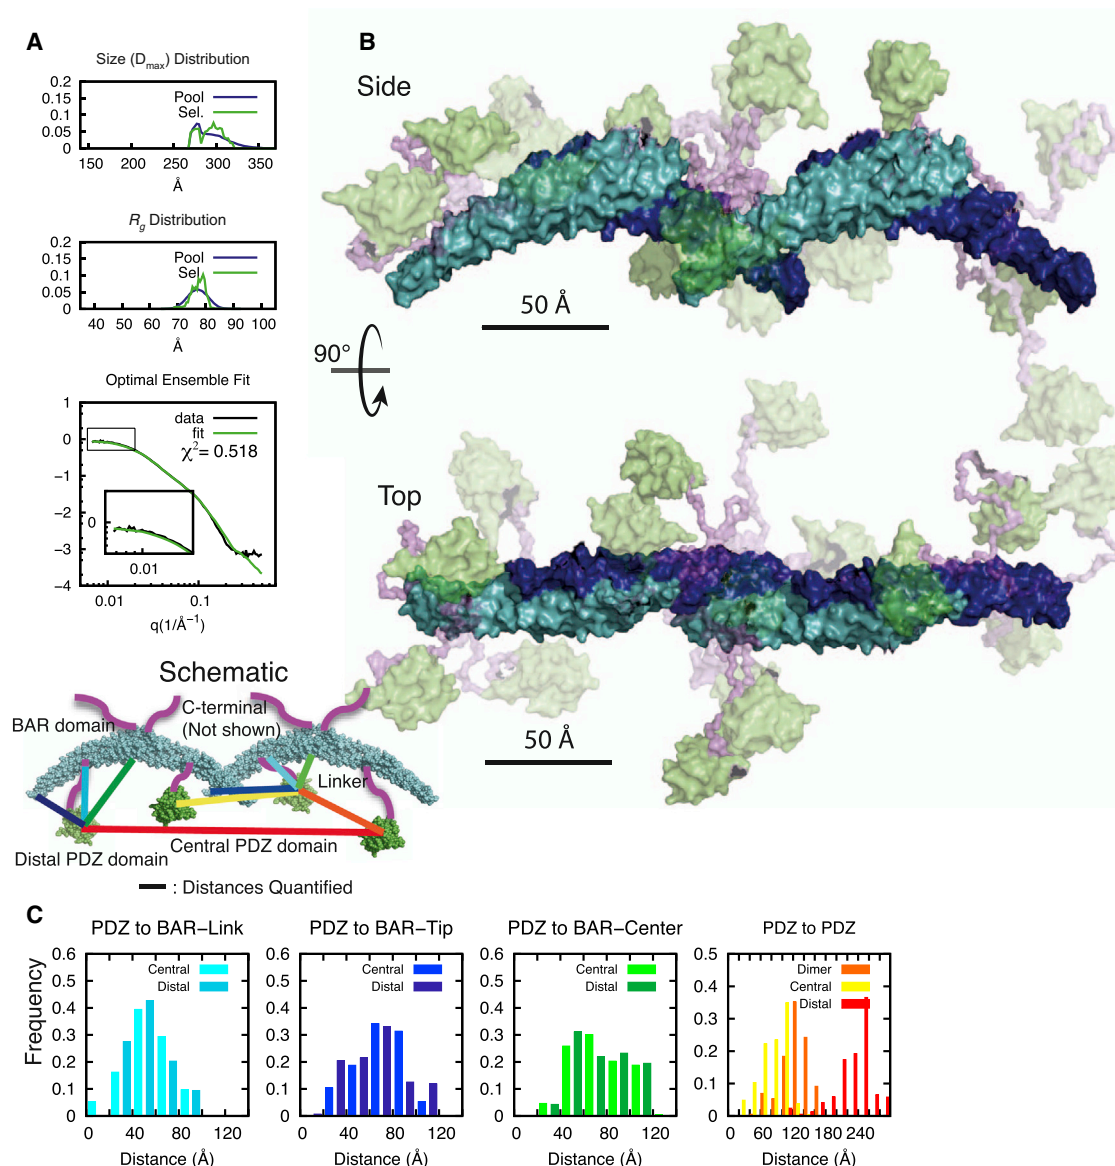 A
Size (Dmax) Distribution
0.2
0.15
0.1
0.05
0
Pool
Sel.
150 200 250 300 350
Å
Rg Distribution
0.2
0.15
0.1
0.05
0
Pool
Sel.
40 50 60 70 80 90 100
Å
Optimal Ensemble Fit
1
0
−1
−2
−3
−4
data
fit
χ²= 0.518
0
0.01
0.01 0.1
q(1/Å⁻¹)
Schematic
BAR domain
C-terminal
(Not shown)
Linker
Central PDZ domain
Distal PDZ domain
: Distances Quantified
B
Side
50 Å
90°
Top
50 Å
C
PDZ to BAR−Link
Frequency
0.6
0.5
0.4
0.3
0.2
0.1
0
Central
Distal
0 40 80 120
Distance (Å)
PDZ to BAR−Tip
0.6
0.5
0.4
0.3
0.2
0.1
0
Central
Distal
0 40 80 120
Distance (Å)
PDZ to BAR−Center
0.6
0.5
0.4
0.3
0.2
0.1
0
Central
Distal
0 40 80 120
Distance (Å)
PDZ to PDZ
0.5
0.4
0.3
0.2
0.1
0
Dimer
Central
Distal
0 60 120 180 240
Distance (Å)